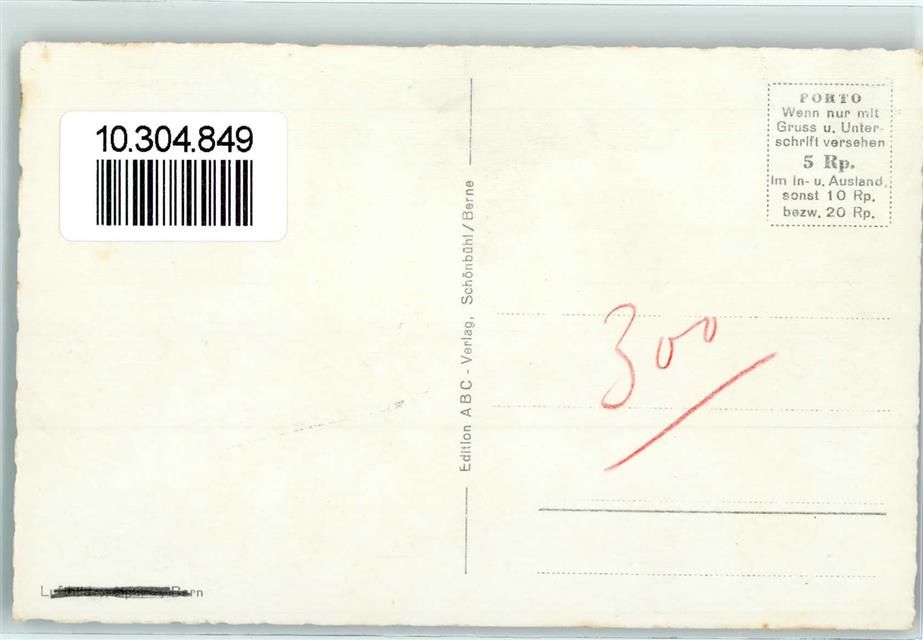 10.304.849
PORTO
Wenn nur mit
Gruss u. Unter-
schrift versehen
5 Rp.
Im In- u. Ausland,
sonst 10 Rp.
bezw. 20 Rp.
Edition ABC - Verlag, Schönbühl/Berne
300
Bern